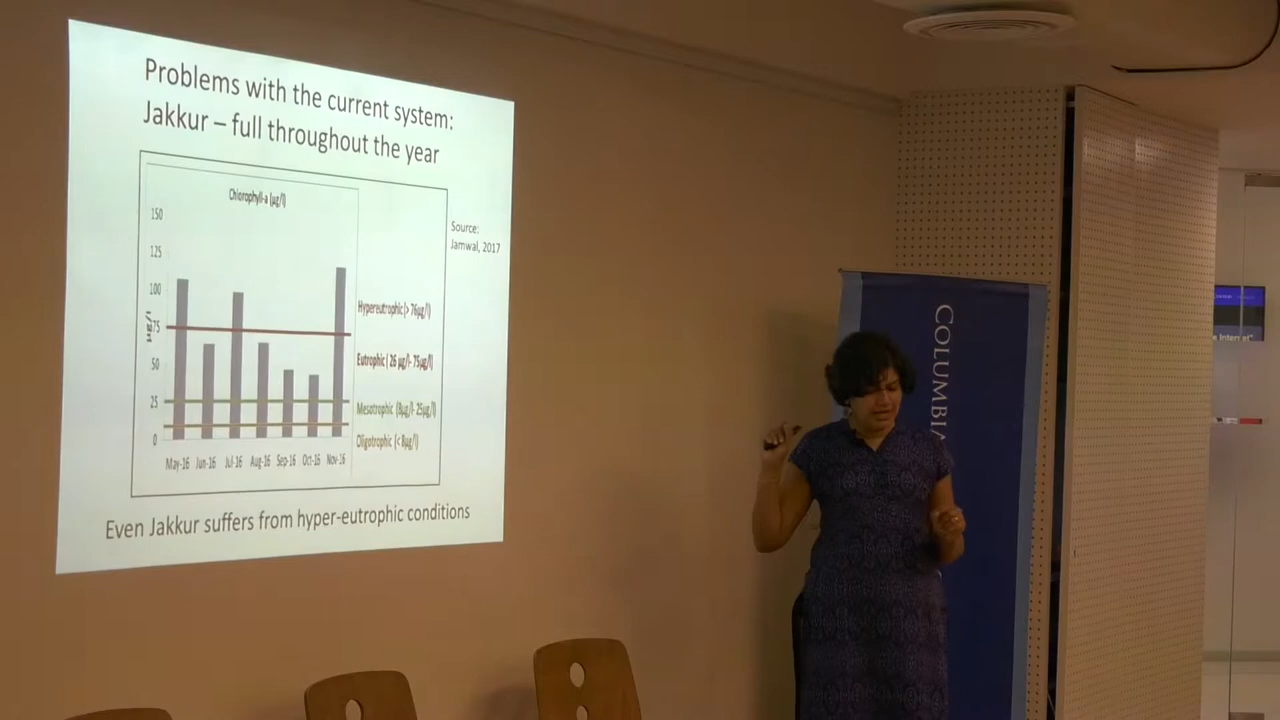 Problems with the current system:
Jakkur – full throughout the year
Chlorophyll-a (µg/l)
150
125
100
75
50
25
0
µg/l
Hypereutrophic (> 76µg/l)
Eutrophic ( 26 µg/l- 75µg/l)
Mesotrophic (8µg/l- 25µg/l)
Oligotrophic (< 8µg/l)
May-16 Jun-16 Jul-16 Aug-16 Sep-16 Oct-16 Nov-16
Source:
Jamwal, 2017
Even Jakkur suffers from hyper-eutrophic conditions
COLUMBIA
e Internet"